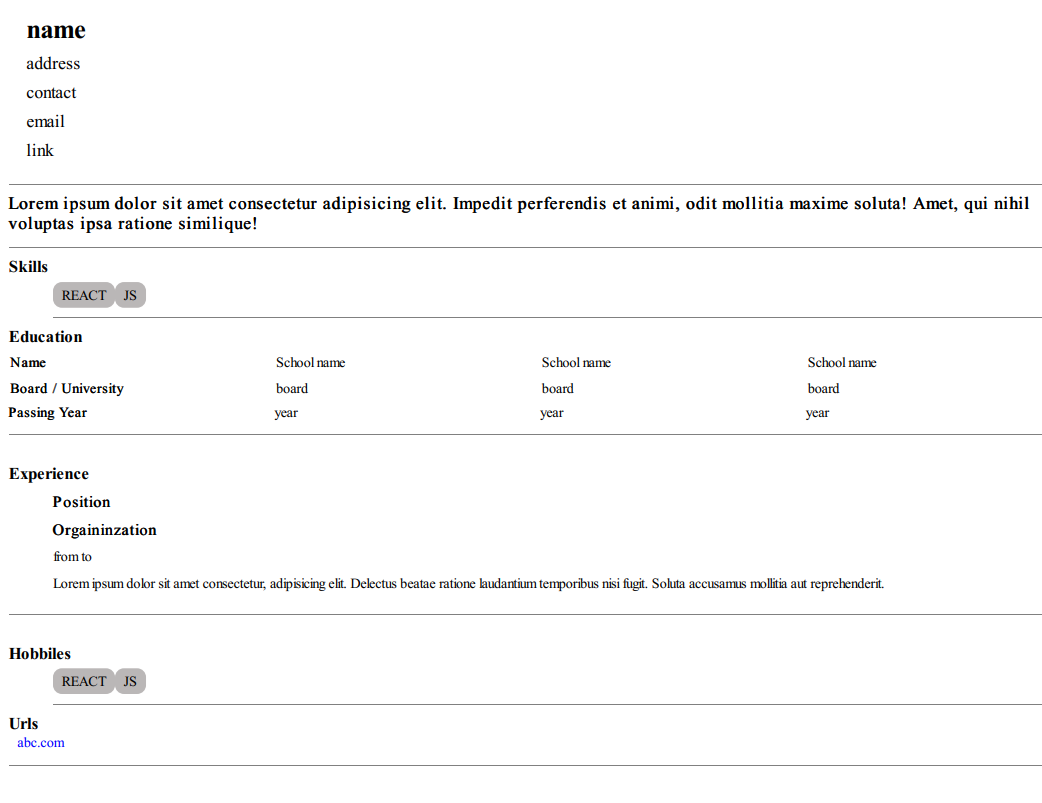 name
address
contact
email
link
Lorem ipsum dolor sit amet consectetur adipisicing elit. Impedit perferendis et animi, odit mollitia maxime soluta! Amet, qui nihil
voluptas ipsa ratione similique!
Skills
REACT JS
Education
Name School name School name School name
Board / University board board board
Passing Year year year year
Experience
Position
Orgaininzation
from to
Lorem ipsum dolor sit amet consectetur, adipisicing elit. Delectus beatae ratione laudantium temporibus nisi fugit. Soluta accusamus mollitia aut reprehenderit.
Hobbiles
REACT JS
Urls
abc.com